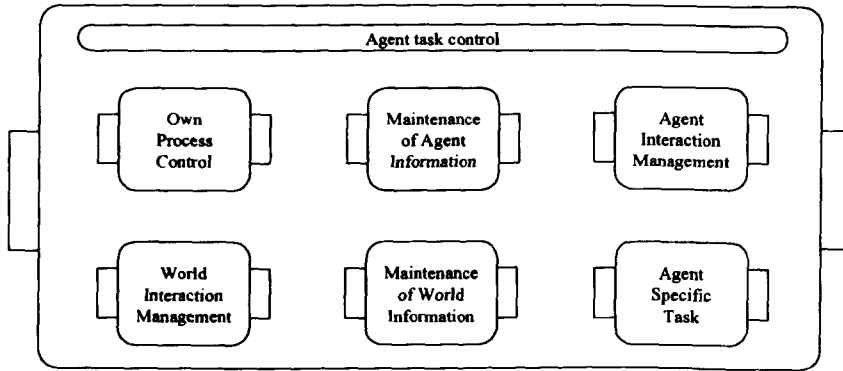 Agent task control
Own
Process
Control
Maintenance
of Agent
Information
Agent
Interaction
Management
World
Interaction
Management
Maintenance
of World
Information
Agent
Specific
Task